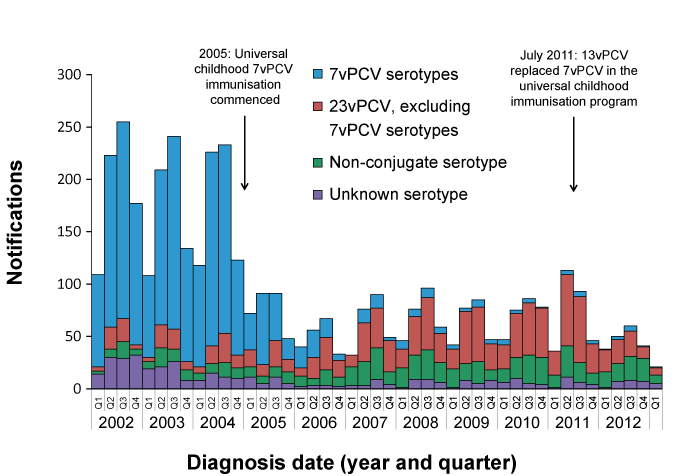 2005: Universal
childhood 7vPCV
immunisation
commenced
July 2011: 13vPCV
replaced 7vPCV in the
universal childhood
immunisation program
7vPCV serotypes
23vPCV, excluding
7vPCV serotypes
Non-conjugate serotype
Unknown serotype
Notifications
300
250
200
150
100
50
0
Q1 Q2 Q3 Q4 Q1 Q2 Q3 Q4 Q1 Q2 Q3 Q4 Q1 Q2 Q3 Q4 Q1 Q2 Q3 Q4 Q1 Q2 Q3 Q4 Q1 Q2 Q3 Q4 Q1 Q2 Q3 Q4 Q1 Q2 Q3 Q4 Q1 Q2 Q3 Q4 Q1 Q2 Q3 Q4 Q1
2002 2003 2004 2005 2006 2007 2008 2009 2010 2011 2012
Diagnosis date (year and quarter)